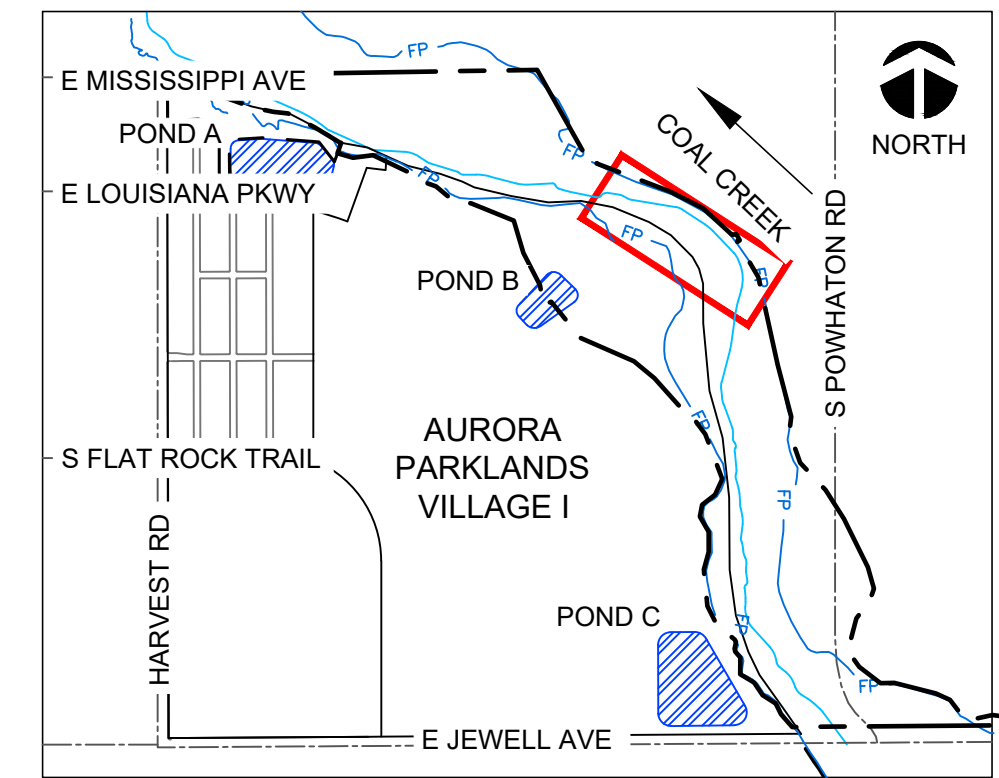 FP
E MISSISSIPPI AVE
POND A
COAL CREEK
NORTH
FP
FP
E LOUISIANA PKWY
S POWHATON RD
FP
POND B
FP
FP
AURORA
PARKLANDS
VILLAGE I
S FLAT ROCK TRAIL
FP
HARVEST RD
POND C
FP
FP
E JEWELL AVE